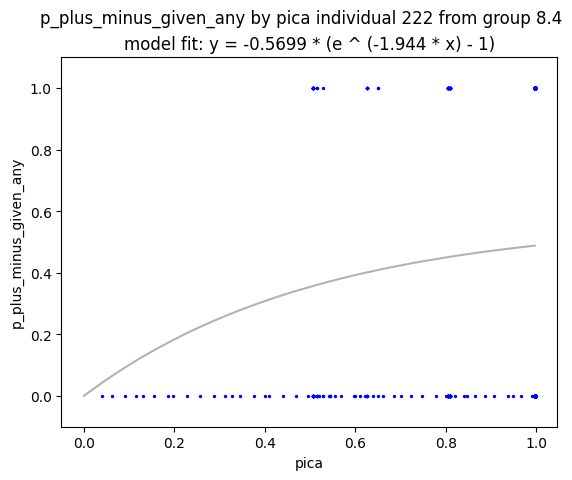 p_plus_minus_given_any by pica individual 222 from group 8.4
model fit: y = -0.5699 * (e ^ (-1.944 * x) - 1)
1.0
0.8
0.6
0.4
0.2
0.0
p_plus_minus_given_any
0.0 0.2 0.4 0.6 0.8 1.0
pica